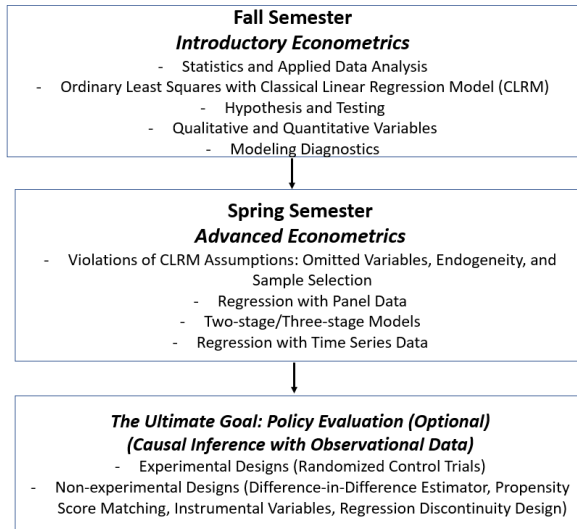 Fall Semester
Introductory Econometrics
- Statistics and Applied Data Analysis
- Ordinary Least Squares with Classical Linear Regression Model (CLRM)
- Hypothesis and Testing
- Qualitative and Quantitative Variables
- Modeling Diagnostics
Spring Semester
Advanced Econometrics
- Violations of CLRM Assumptions: Omitted Variables, Endogeneity, and
Sample Selection
- Regression with Panel Data
- Two-stage/Three-stage Models
- Regression with Time Series Data
The Ultimate Goal: Policy Evaluation (Optional)
(Causal Inference with Observational Data)
- Experimental Designs (Randomized Control Trials)
- Non-experimental Designs (Difference-in-Difference Estimator, Propensity
Score Matching, Instrumental Variables, Regression Discontinuity Design)